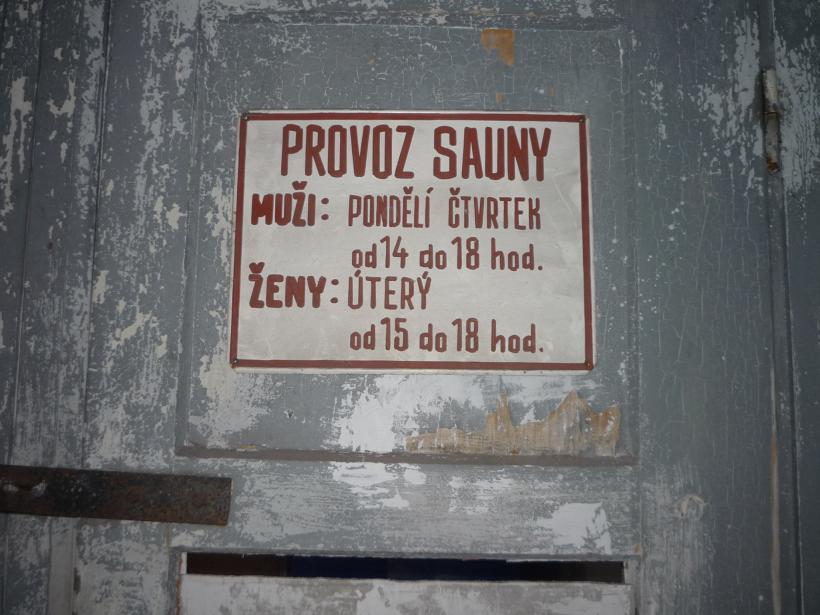 PROVOZ SAUNY
MUŽI: PONDĚLÍ ČTVRTEK
od 14 do 18 hod.
ŽENY: ÚTERÝ
od 15 do 18 hod.